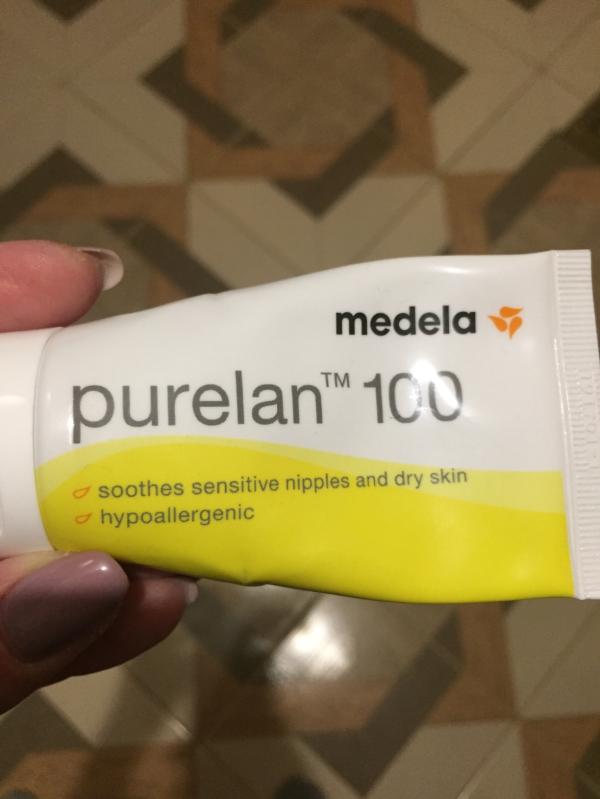 medela
purelan™ 100
soothes sensitive nipples and dry skin
hypoallergenic